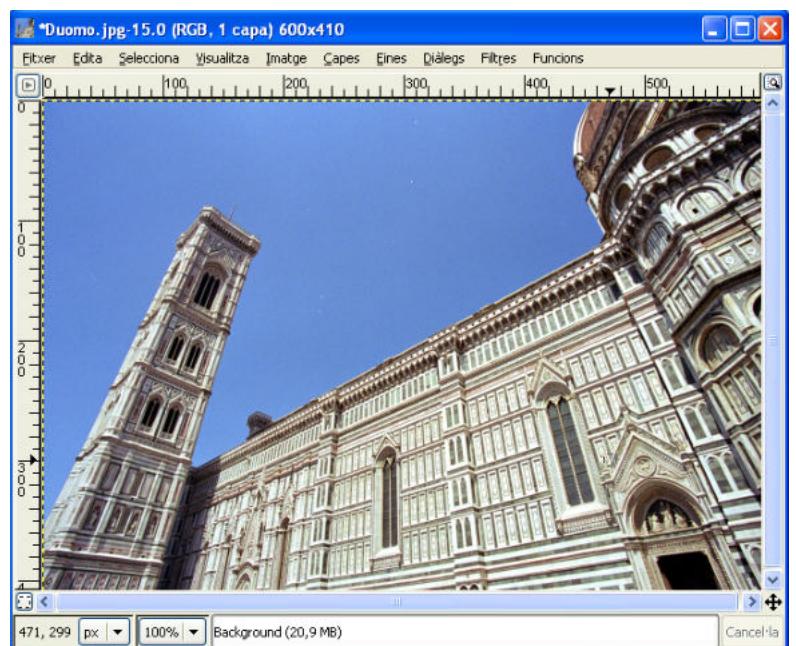 *Duomo.jpg-15.0 (RGB, 1 capa) 600x410
Fitxer Edita Selecciona Visualitza Imatge Capes Eines Diàlegs Filtres Funcions
0 100 200 300 400 500
0
100
200
300
4
471, 299 px 100% Background (20,9 MB) Cancel·la